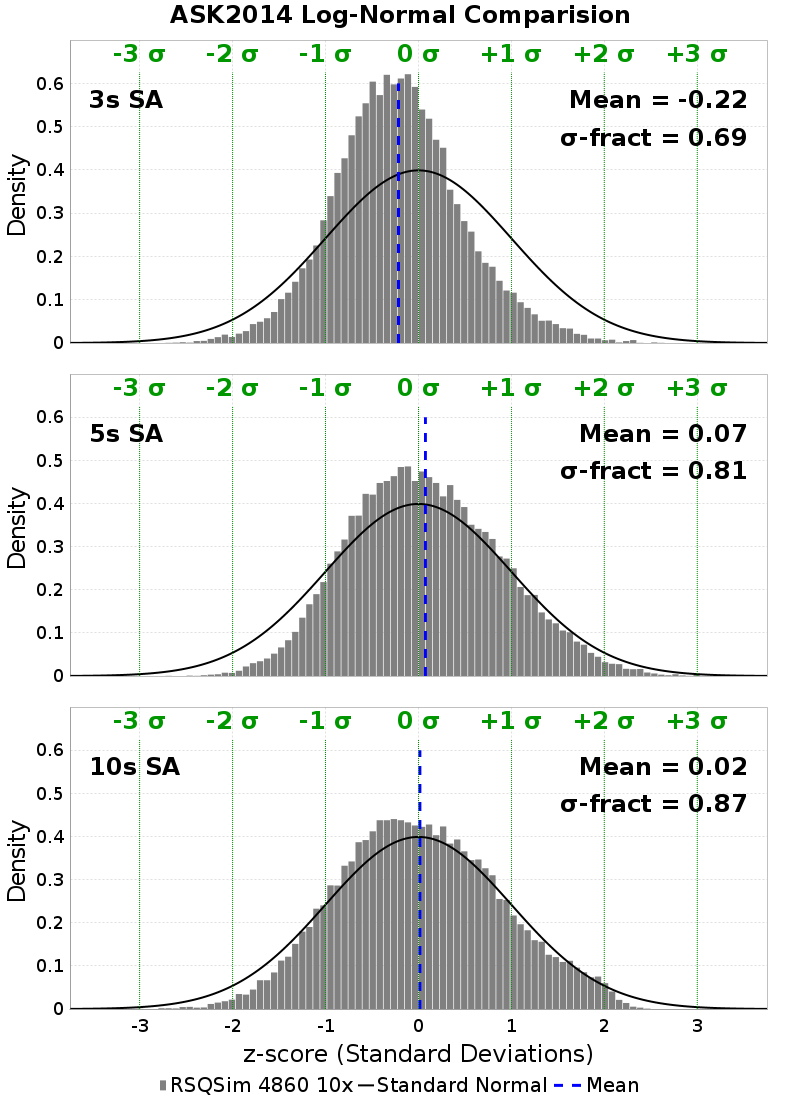 ASK2014 Log-Normal Comparision
-3 σ -2 σ -1 σ 0 σ +1 σ +2 σ +3 σ
3s SA
Mean = -0.22
σ-fract = 0.69
Density
0.6
0.5
0.4
0.3
0.2
0.1
0
-3 σ -2 σ -1 σ 0 σ +1 σ +2 σ +3 σ
5s SA
Mean = 0.07
σ-fract = 0.81
Density
0.6
0.5
0.4
0.3
0.2
0.1
0
-3 σ -2 σ -1 σ 0 σ +1 σ +2 σ +3 σ
10s SA
Mean = 0.02
σ-fract = 0.87
Density
0.6
0.5
0.4
0.3
0.2
0.1
0
-3 -2 -1 0 1 2 3
z-score (Standard Deviations)
RSQSim 4860 10x Standard Normal Mean